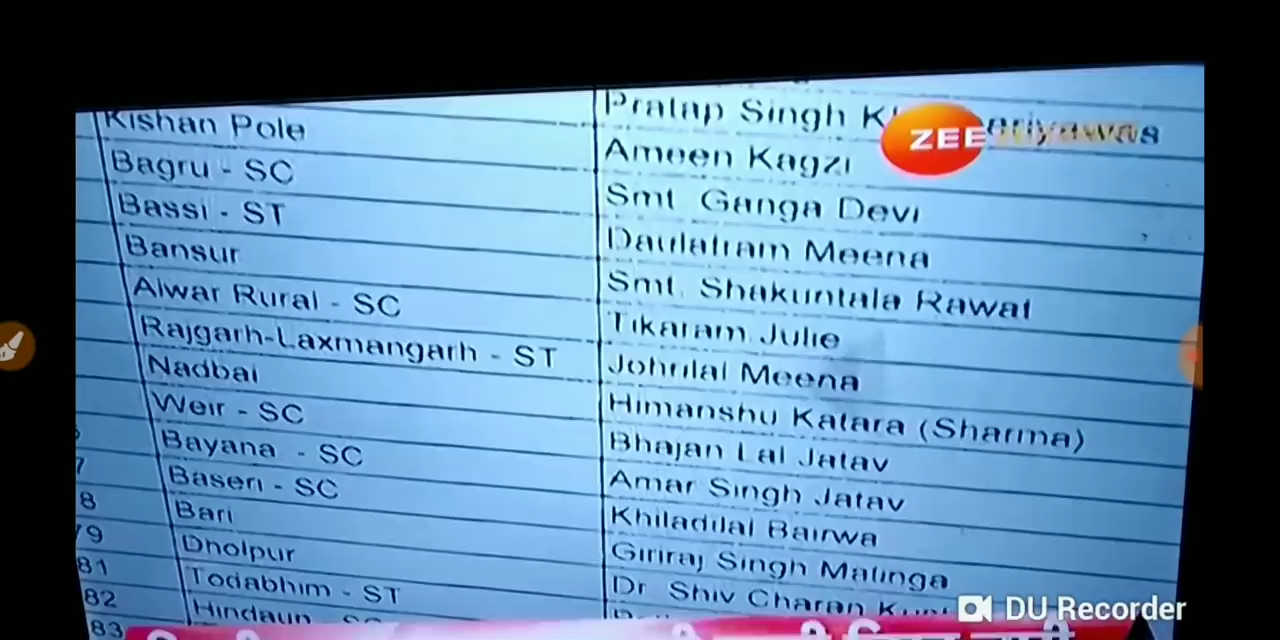 Pratap Singh
ZEE
Kishan Pole Ameen Kagzi
Bagru - SC Smt Ganga Devi
Bassi - ST Daulatram Meena
Bansur Smt. Shakuntala Rawat
Alwar Rural - SC Tikaram Julie
Rajgarh-Laxmangarh - ST Johrilal Meena
Nadbai Himanshu Katara (Sharma)
Weir - SC Bhajan Lal Jatav
Bayana - SC Amar Singh Jatav
7 Baseri - SC Khiladilal Bairwa
8 Bari Giriraj Singh Malinga
79 Dholpur Dr Shiv Charan
81 Todabhim - ST
82 Hindaun
83
DU Recorder